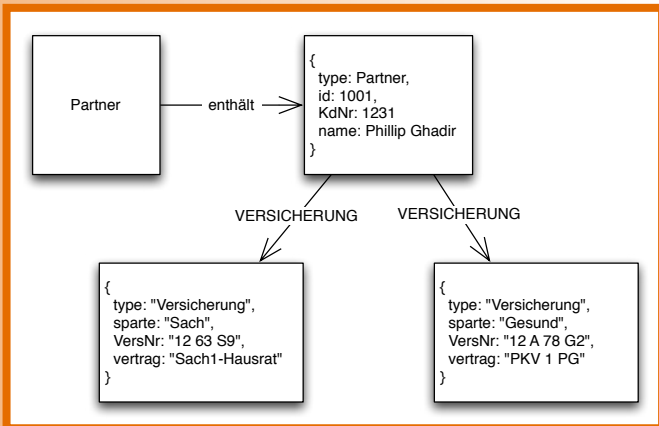 Partner
enthält
{
type: Partner,
id: 1001,
KdNr: 1231
name: Phillip Ghadir
}
VERSICHERUNG
VERSICHERUNG
{
type: "Versicherung",
sparte: "Sach",
VersNr: "12 63 S9",
vertrag: "Sach1-Hausrat"
}
{
type: "Versicherung",
sparte: "Gesund",
VersNr: "12 A 78 G2",
vertrag: "PKV 1 PG"
}